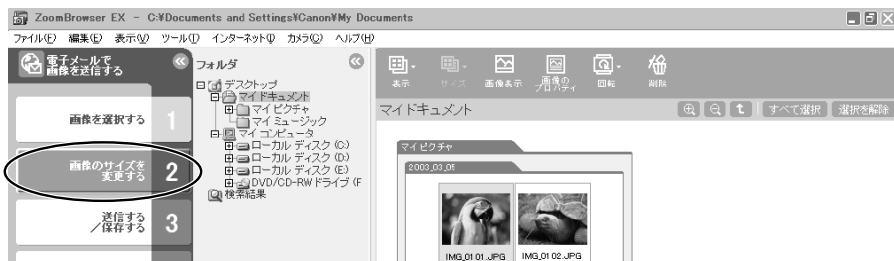 ZoomBrowser EX - C:¥Documents and Settings¥Canon¥My Documents
ファイル(F) 編集(E) 表示(V) ツール(T) インターネット(I) カメラ(C) ヘルプ(H)
電子メールで
画像を送信する
画像を選択する 1
画像のサイズを
変更する 2
送信する
／保存する 3
フォルダ
デスクトップ
マイドキュメント
マイピクチャ
マイミュージック
マイコンピュータ
ローカル ディスク (C:)
ローカル ディスク (D:)
ローカル ディスク (E:)
DVD/CD-RWドライブ (F
検索結果
表示 サイズ 画像表示 画像の
プロパティ 回転 削除
マイドキュメント すべて選択 選択を解除
マイピクチャ
2003_03_05
IMG_0101.JPG IMG_0102.JPG